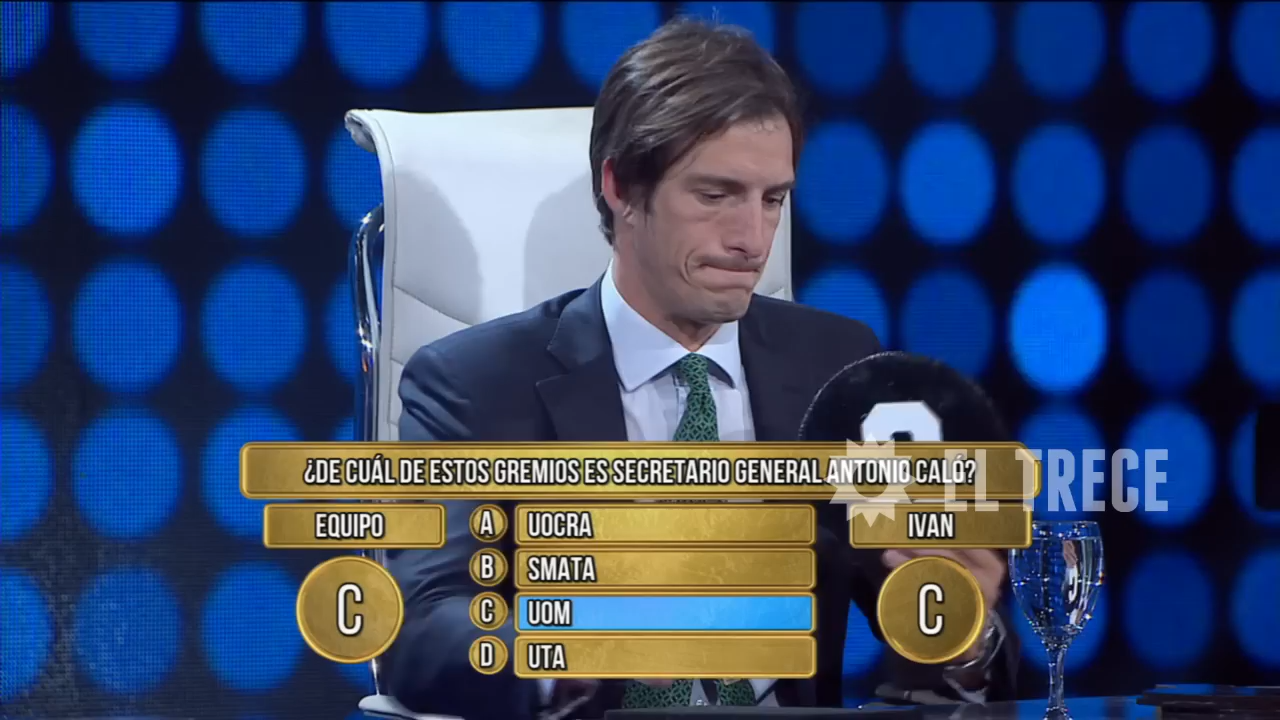 ¿DE CUÁL DE ESTOS GREMIOS ES SECRETARIO GENERAL ANTONIO CALÓ?
EL TRECE
EQUIPO
IVAN
A UOCRA
B SMATA
C UOM
D UTA
C
C